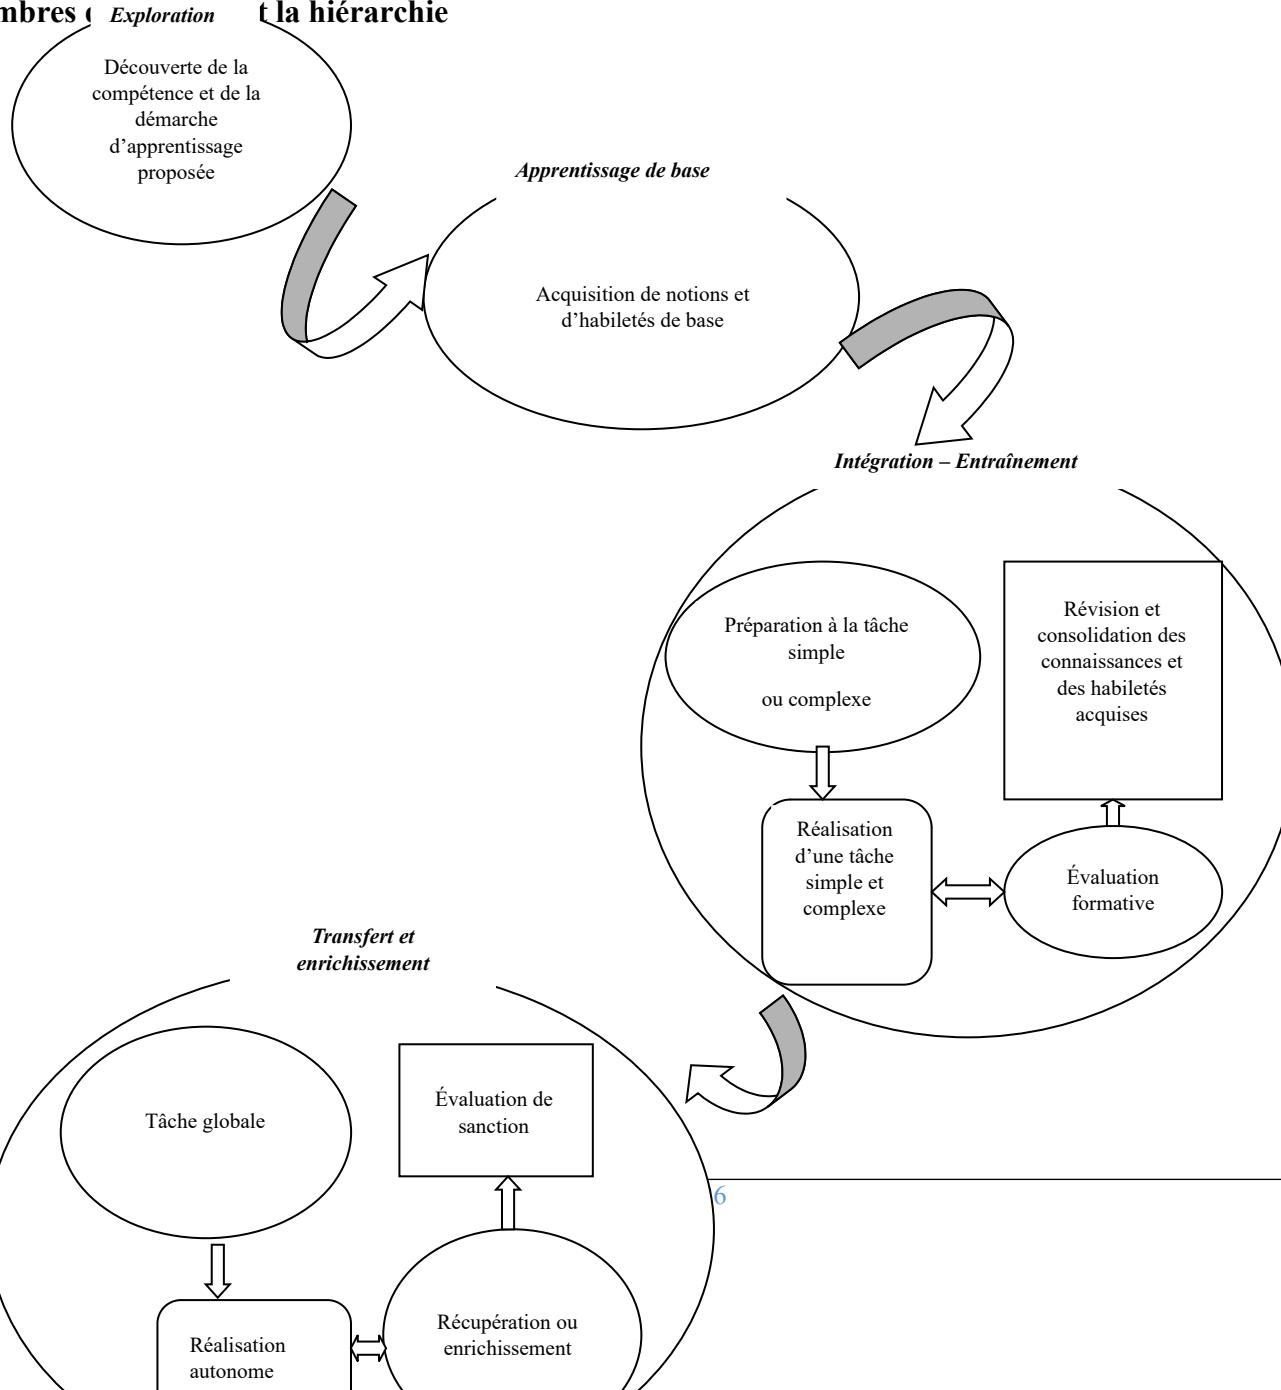 la hiérarchie
Exploration
Découverte de la
compétence et de la
démarche
d’apprentissage
proposée
Apprentissage de base
Acquisition de notions et
d’habiletés de base
Intégration – Entraînement
Préparation à la tâche
simple
ou complexe
Révision et
consolidation des
connaissances et
des habiletés
acquises
Réalisation
d’une tâche
simple et
complexe
Évaluation
formative
Transfert et
enrichissement
Tâche globale
Évaluation de
sanction
6
Récupération ou
enrichissement
Réalisation
autonome